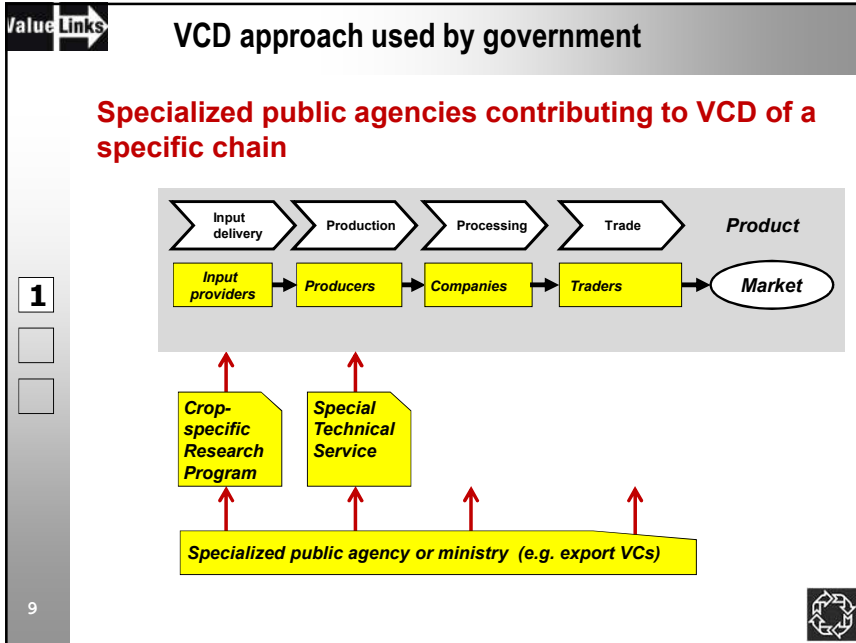 Value Links
VCD approach used by government
Specialized public agencies contributing to VCD of a
specific chain
Input
delivery
Production
Processing
Trade
Product
Input
providers
Producers
Companies
Traders
Market
1
Crop-
specific
Research
Program
Special
Technical
Service
Specialized public agency or ministry (e.g. export VCs)
9